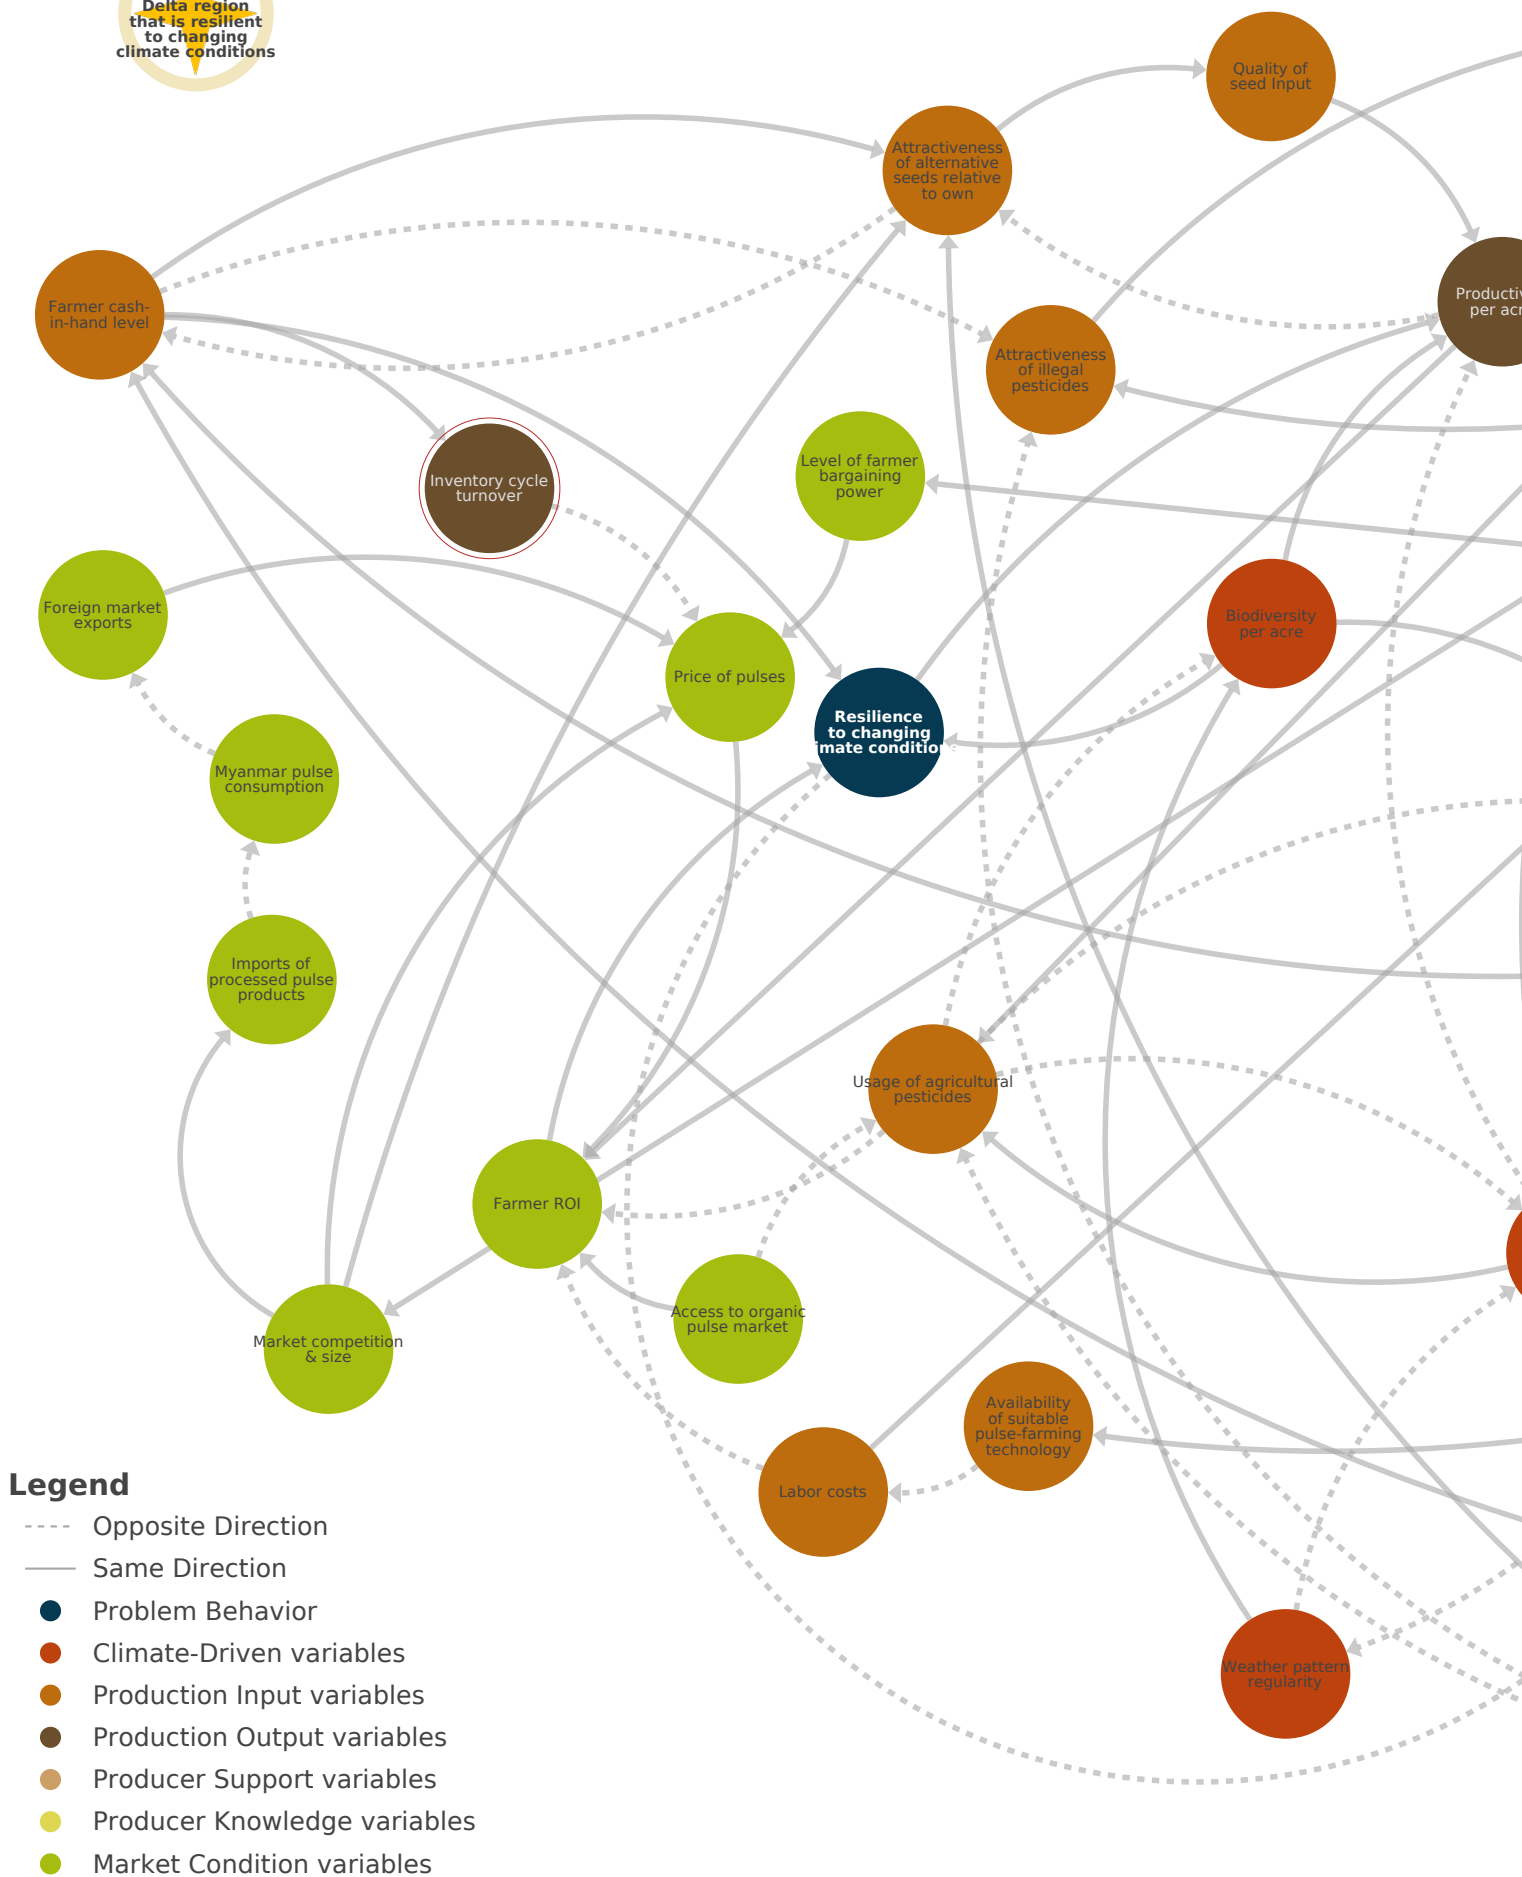 Delta region
that is resilient
to changing
climate conditions
Quality of
seed Input
Attractiveness
of alternative
seeds relative
to own
Farmer cash-
in-hand level
Productiv
per acr
Attractiveness
of illegal
pesticides
Level of farmer
bargaining
power
Inventory cycle
turnover
Foreign market
exports
Biodiversity
per acre
Price of pulses
Resilience
to changing
imate condition
Myanmar pulse
consumption
Imports of
processed pulse
products
Usage of agricultural
pesticides
Farmer ROI
Access to organic
pulse market
Market competition
& size
Availability
of suitable
pulse-farming
technology
Labor costs
Weather pattern
regularity
Legend
Opposite Direction
Same Direction
Problem Behavior
Climate-Driven variables
Production Input variables
Production Output variables
Producer Support variables
Producer Knowledge variables
Market Condition variables